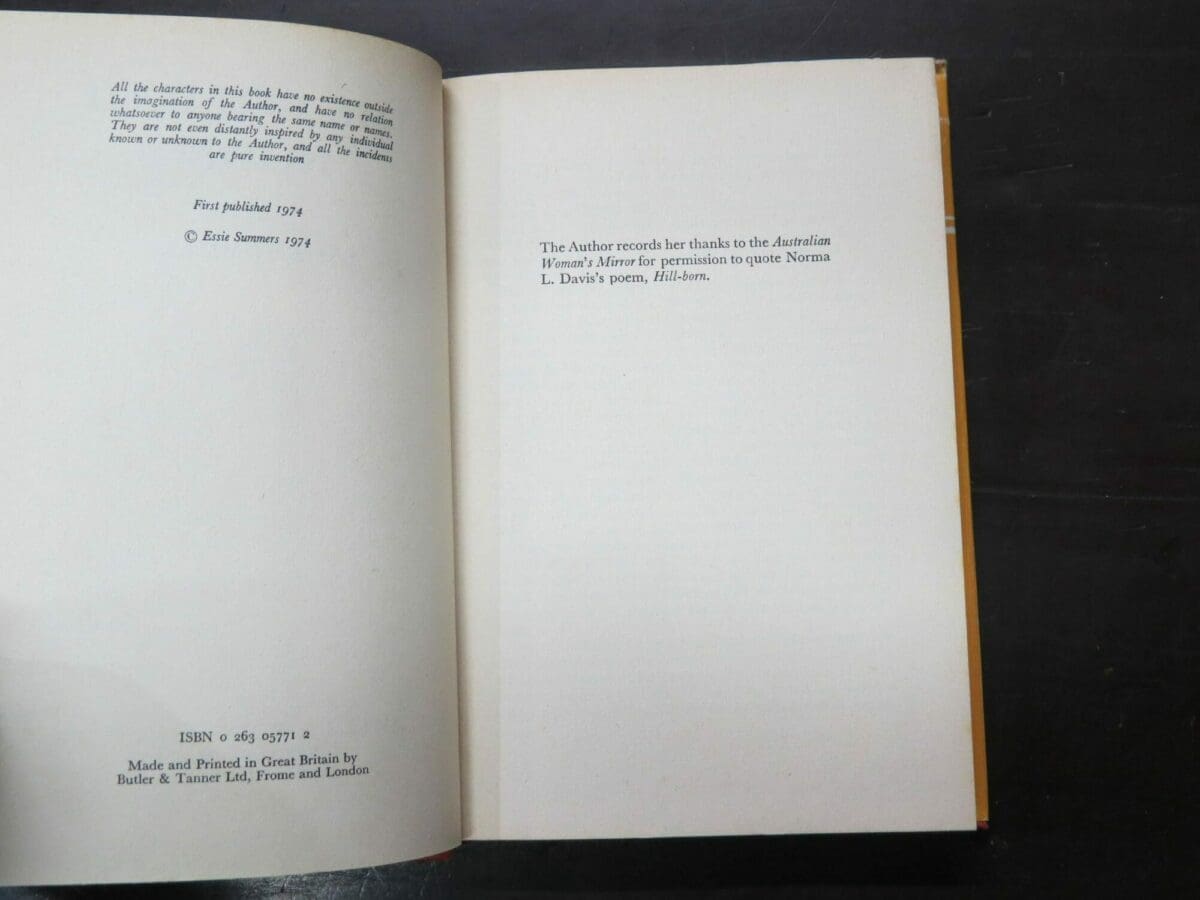 All the characters in this book have no existence outside
the imagination of the Author, and have no relation
whatsoever to anyone bearing the same name or names.
They are not even distantly inspired by any individual
known or unknown to the Author, and all the incidents
are pure invention
First published 1974
© Essie Summers 1974
ISBN 0 263 05771 2
Made and Printed in Great Britain by
Butler & Tanner Ltd, Frome and London
The Author records her thanks to the Australian
Woman's Mirror for permission to quote Norma
L. Davis's poem, Hill-born.